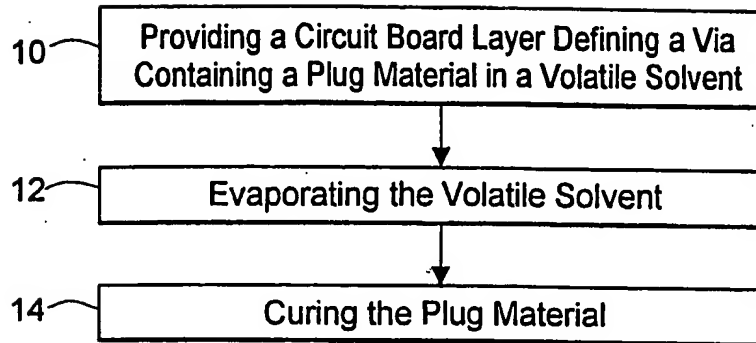 10
Providing a Circuit Board Layer Defining a Via
Containing a Plug Material in a Volatile Solvent
12
Evaporating the Volatile Solvent
14
Curing the Plug Material